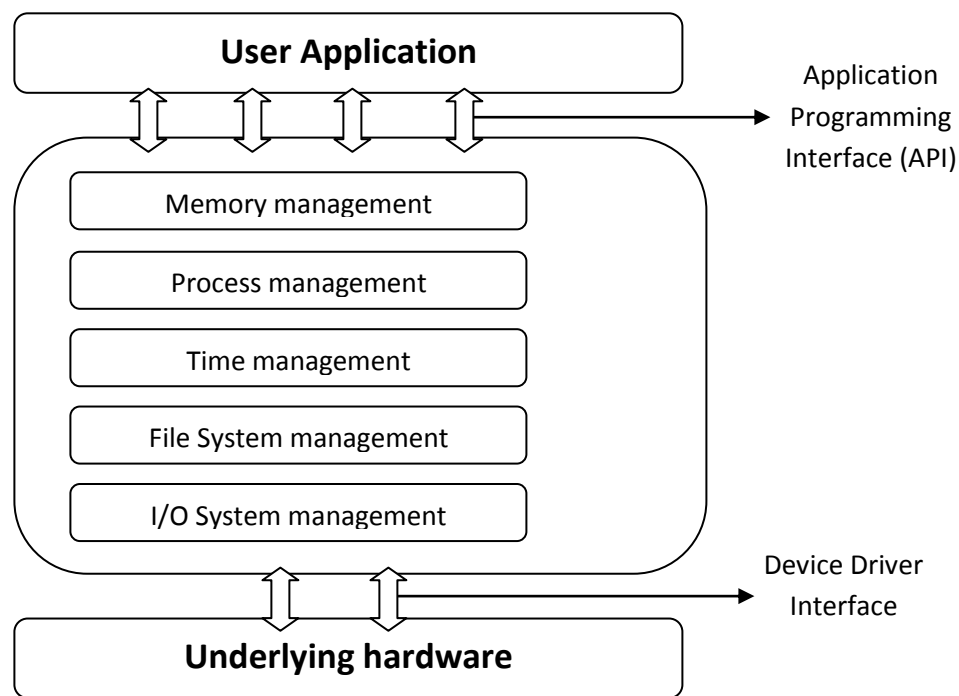 User Application
Application
Programming
Interface (API)
Memory management
Process management
Time management
File System management
I/O System management
Device Driver
Interface
Underlying hardware